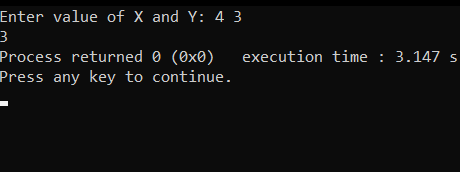 Enter value of X and Y: 4 3
3
Process returned 0 (0x0)   execution time : 3.147 s
Press any key to continue.